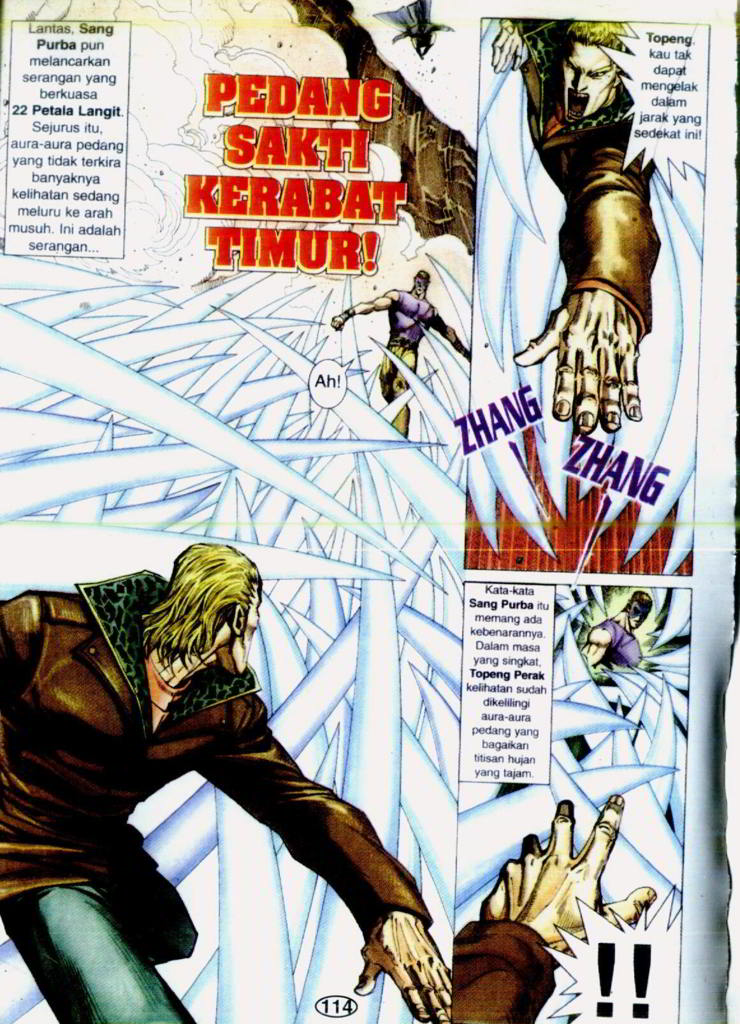 Lantas, Sang
Purba pun
melancarkan
serangan yang
berkuasa
22 Petala Langit.
Sejurus itu,
aura-aura pedang
yang tidak terkira
banyaknya
kelihatan sedang
meluru ke arah
musuh. Ini adalah
serangan...
PEDANG
SAKTI
KERABAT
TIMUR!
Ah!
Topeng,
kau tak
dapat
mengelak
dalam
jarak yang
sedekat ini!
ZHANG
ZHANG
Kata-kata
Sang Purba itu
memang ada
kebenarannya.
Dalam masa
yang singkat,
Topeng Perak
kelihatan sudah
dikelilingi
aura-aura
pedang yang
bagaikan
titisan hujan
yang tajam.
!!
114